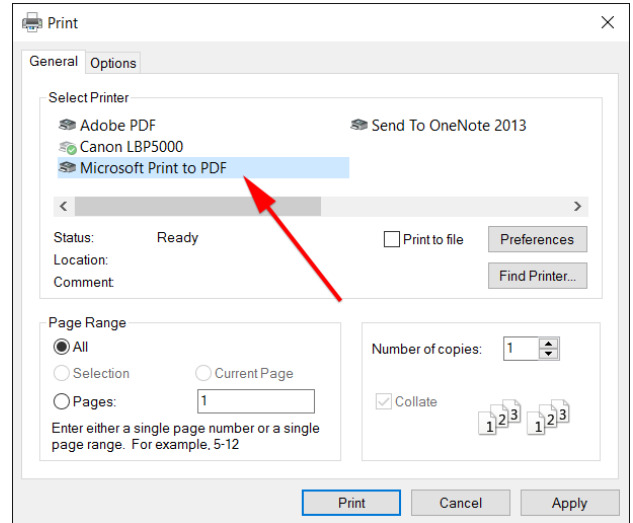 Print
General Options
Select Printer
Adobe PDF
Send To OneNote 2013
Canon LBP5000
Microsoft Print to PDF
Status: Ready
Print to file
Preferences
Location:
Comment:
Find Printer...
Page Range
All
Selection
Current Page
Pages: 1
Enter either a single page number or a single
page range. For example, 5-12
Number of copies: 1
Collate
1 2 3 1 2 3
Print Cancel Apply